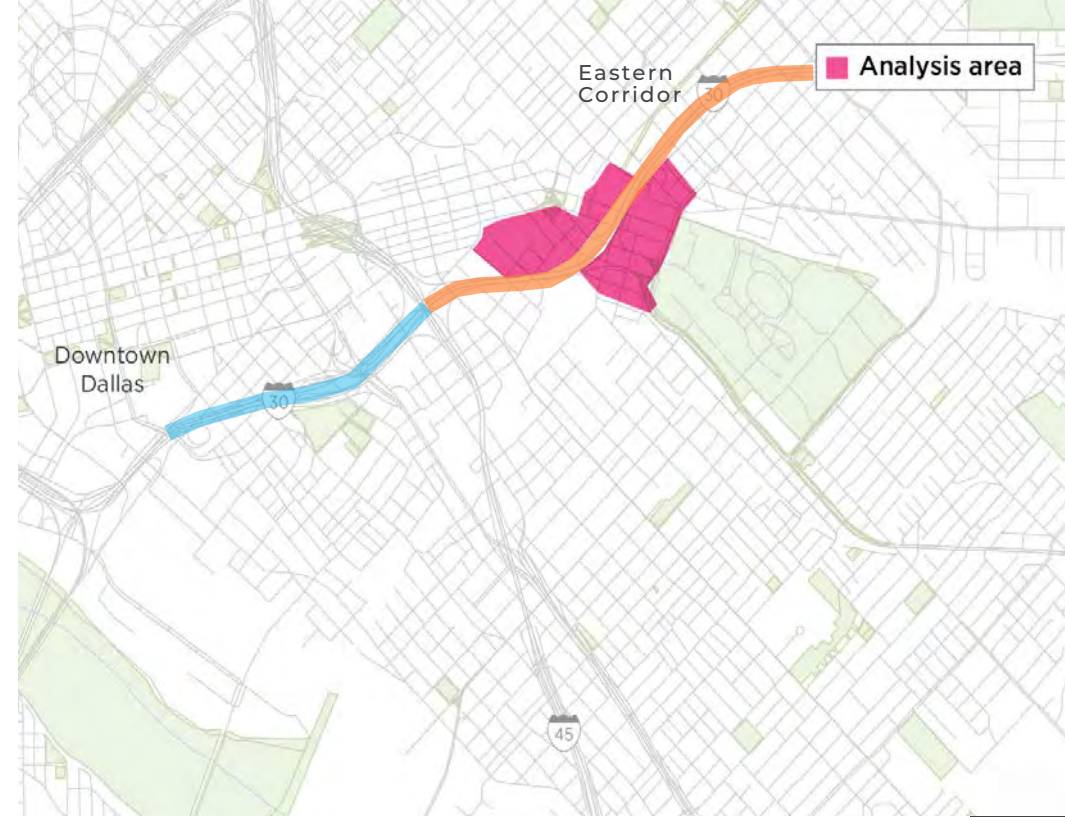 Eastern
Corridor
30
Analysis area
Downtown
Dallas
30
45